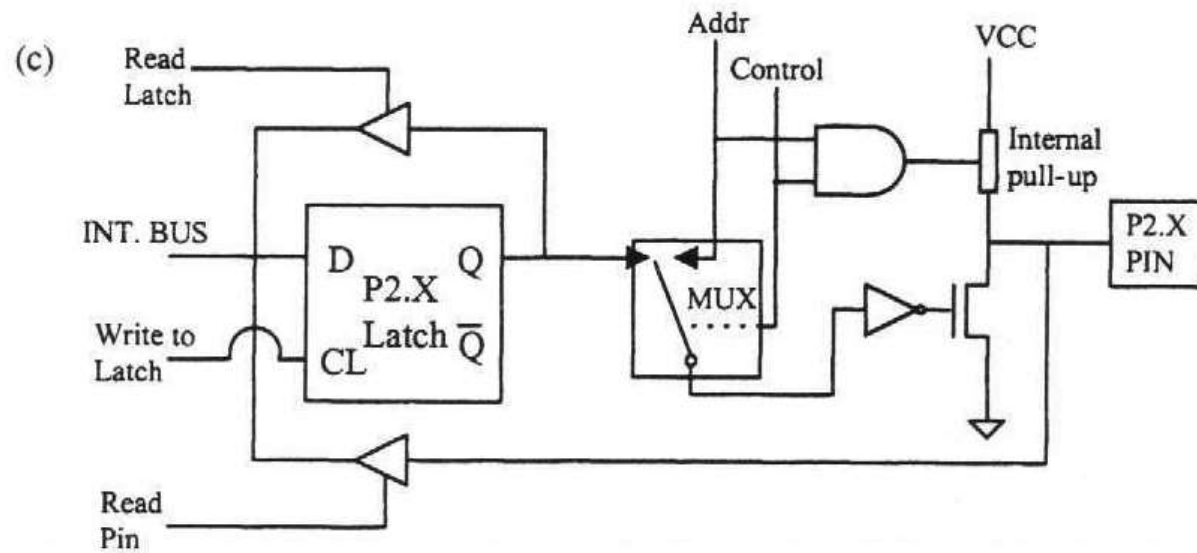 (c)
Read
Latch
Addr
Control
VCC
Internal
pull-up
INT. BUS
D
Q
P2.X
Latch
Q̅
CL
Write to
Latch
MUX
P2.X
PIN
Read
Pin